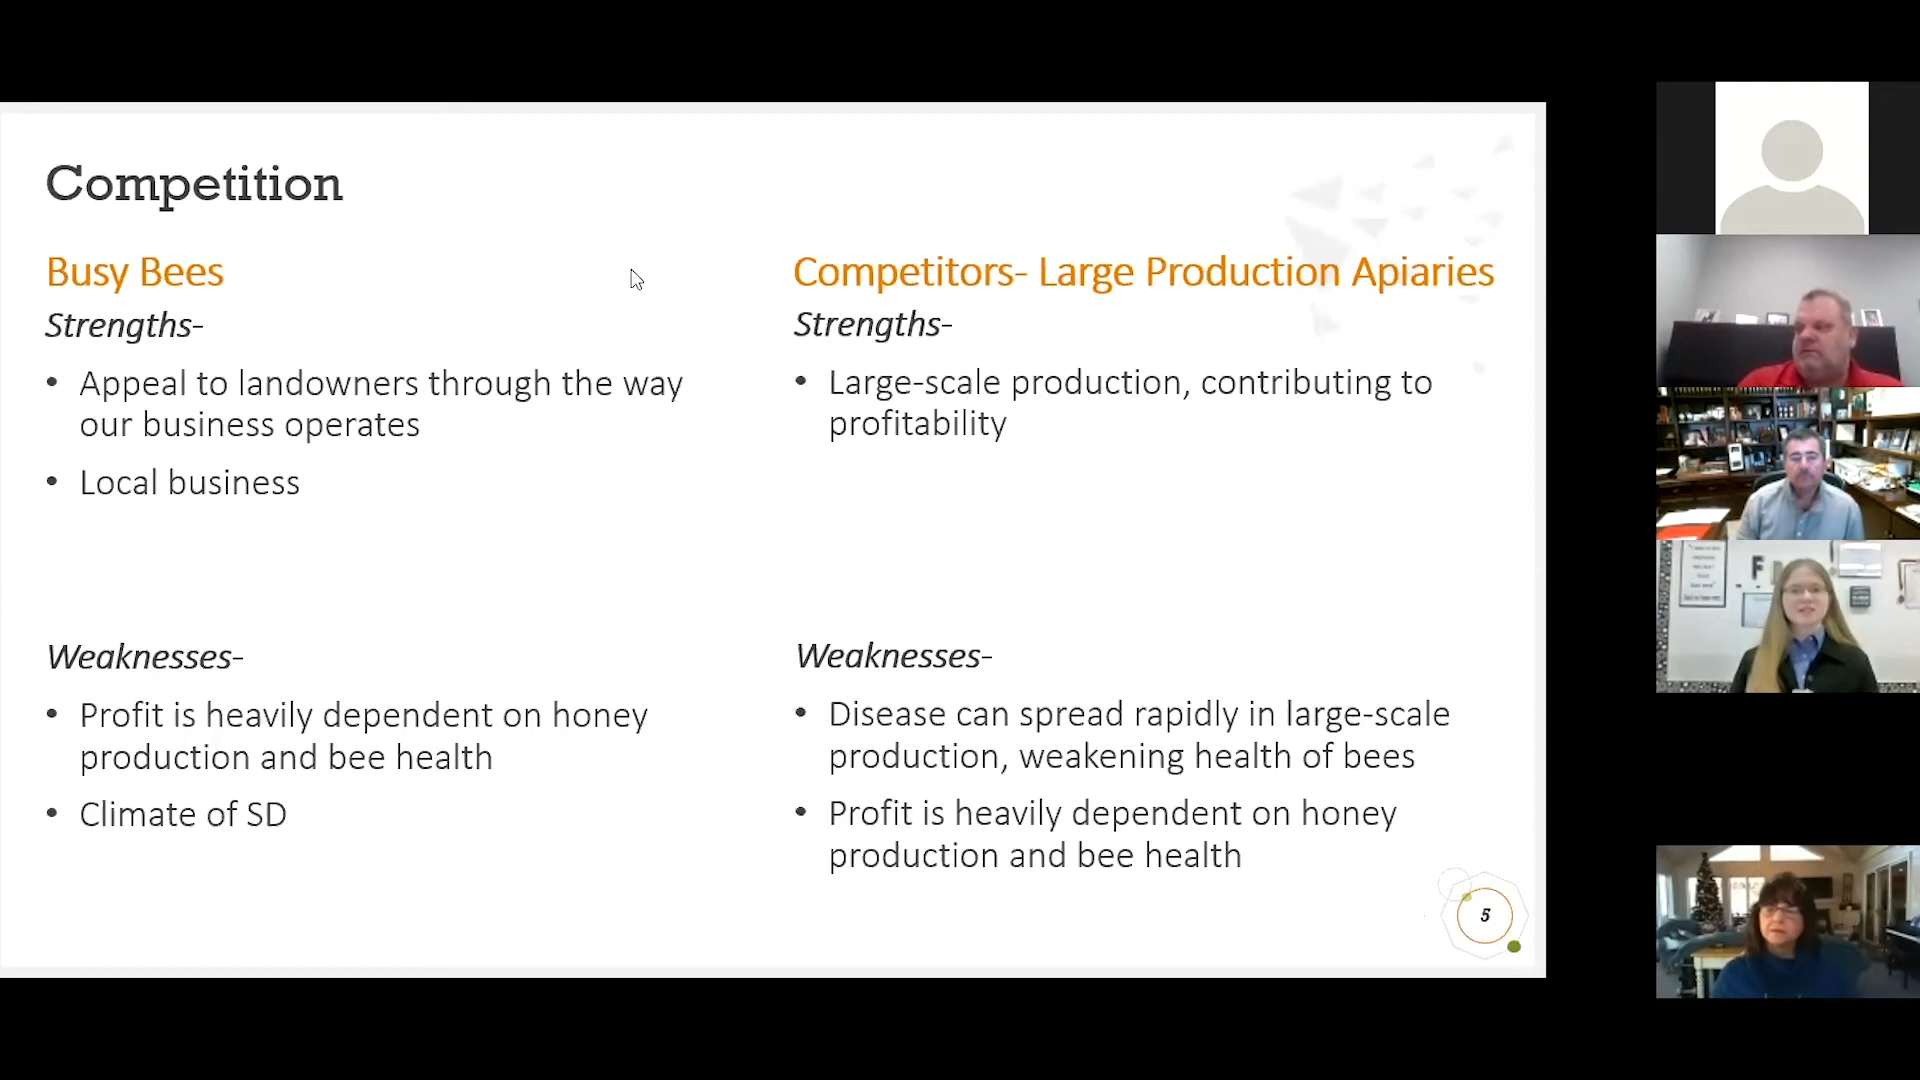 Competition
Busy Bees
Strengths-
• Appeal to landowners through the way
our business operates
• Local business
Weaknesses-
• Profit is heavily dependent on honey
production and bee health
• Climate of SD
Competitors- Large Production Apiaries
Strengths-
• Large-scale production, contributing to
profitability
Weaknesses-
• Disease can spread rapidly in large-scale
production, weakening health of bees
• Profit is heavily dependent on honey
production and bee health
5
F